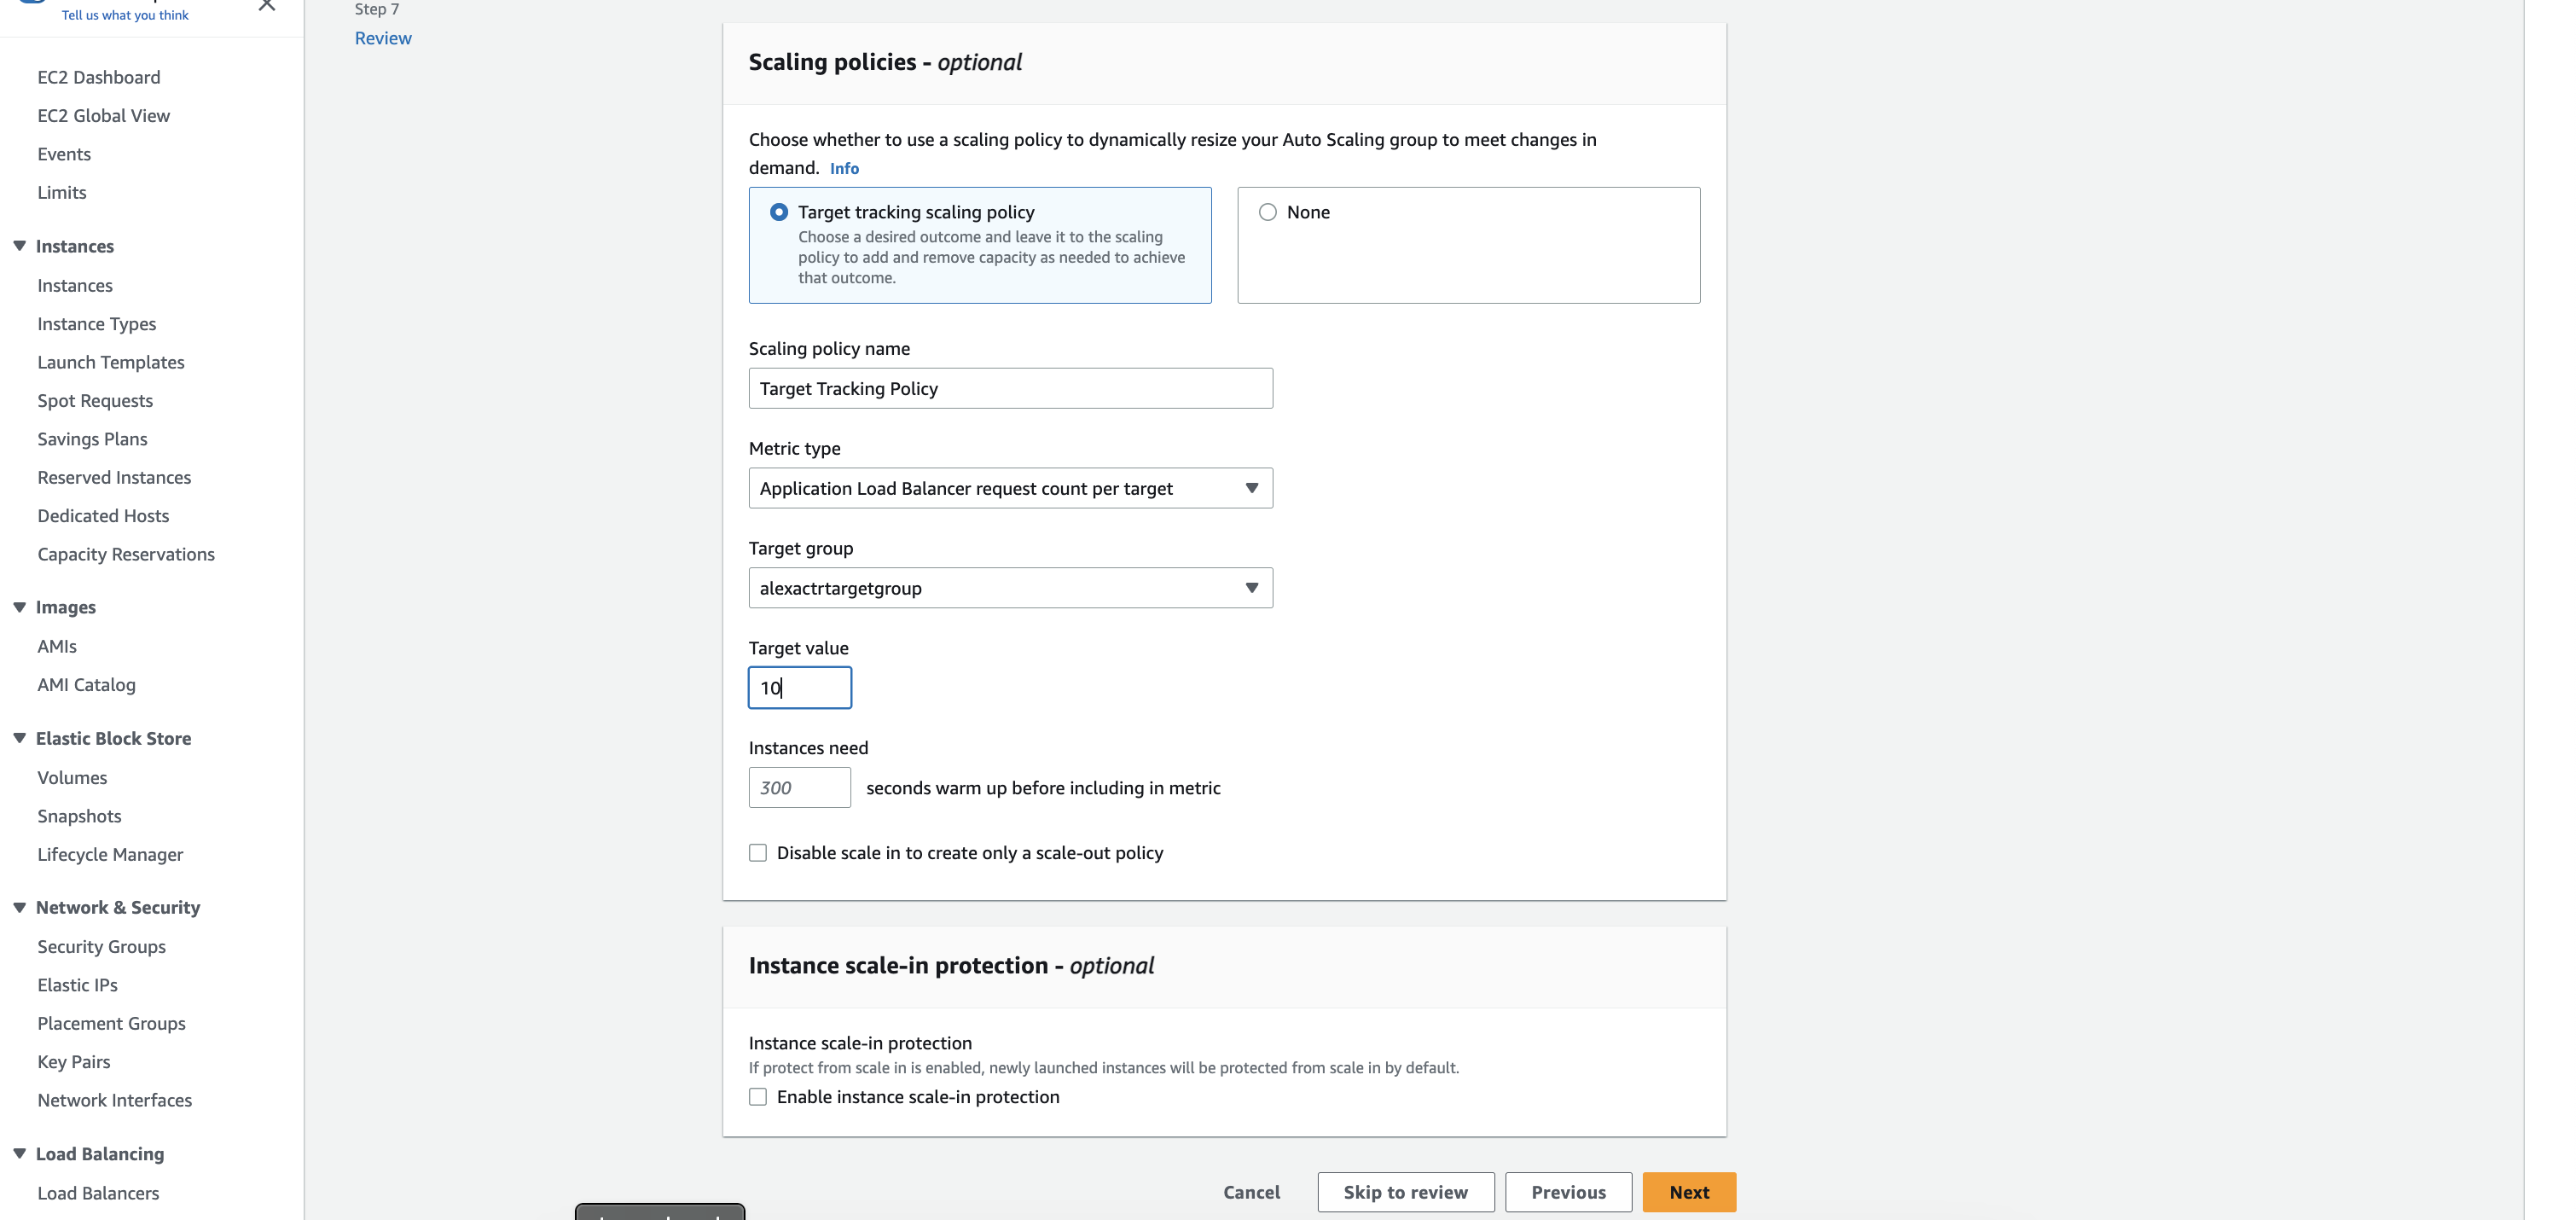 Tell us what you think
EC2 Dashboard
EC2 Global View
Events
Limits
Instances
Instances
Instance Types
Launch Templates
Spot Requests
Savings Plans
Reserved Instances
Dedicated Hosts
Capacity Reservations
Images
AMIs
AMI Catalog
Elastic Block Store
Volumes
Snapshots
Lifecycle Manager
Network & Security
Security Groups
Elastic IPs
Placement Groups
Key Pairs
Network Interfaces
Load Balancing
Load Balancers
Step 7
Review
Scaling policies - optional
Choose whether to use a scaling policy to dynamically resize your Auto Scaling group to meet changes in
demand. Info
Target tracking scaling policy
Choose a desired outcome and leave it to the scaling
policy to add and remove capacity as needed to achieve
that outcome.
None
Scaling policy name
Target Tracking Policy
Metric type
Application Load Balancer request count per target
Target group
alexactrtargetgroup
Target value
10
Instances need
300 seconds warm up before including in metric
Disable scale in to create only a scale-out policy
Instance scale-in protection - optional
Instance scale-in protection
If protect from scale in is enabled, newly launched instances will be protected from scale in by default.
Enable instance scale-in protection
Cancel
Skip to review
Previous
Next